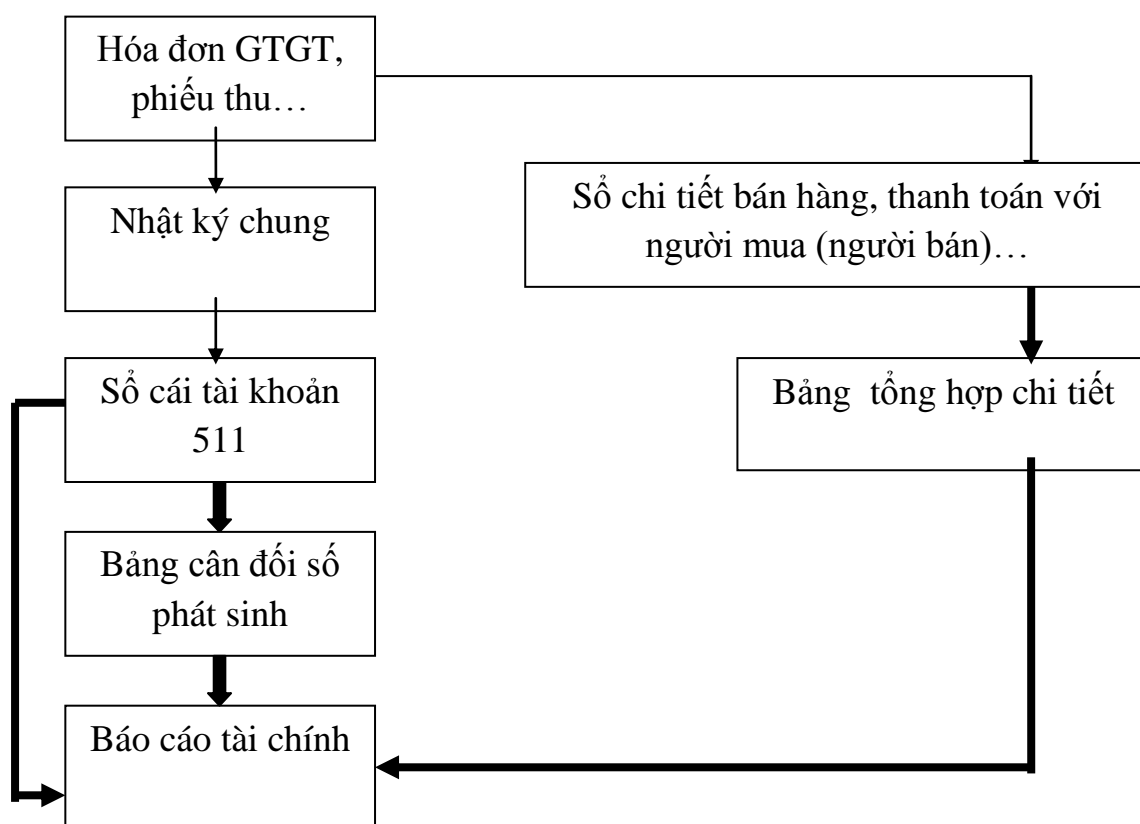 Hóa đơn GTGT,
phiếu thu…
Nhật ký chung
Sổ chi tiết bán hàng, thanh toán với
người mua (người bán)…
Sổ cái tài khoản
511
Bảng tổng hợp chi tiết
Bảng cân đối số
phát sinh
Báo cáo tài chính